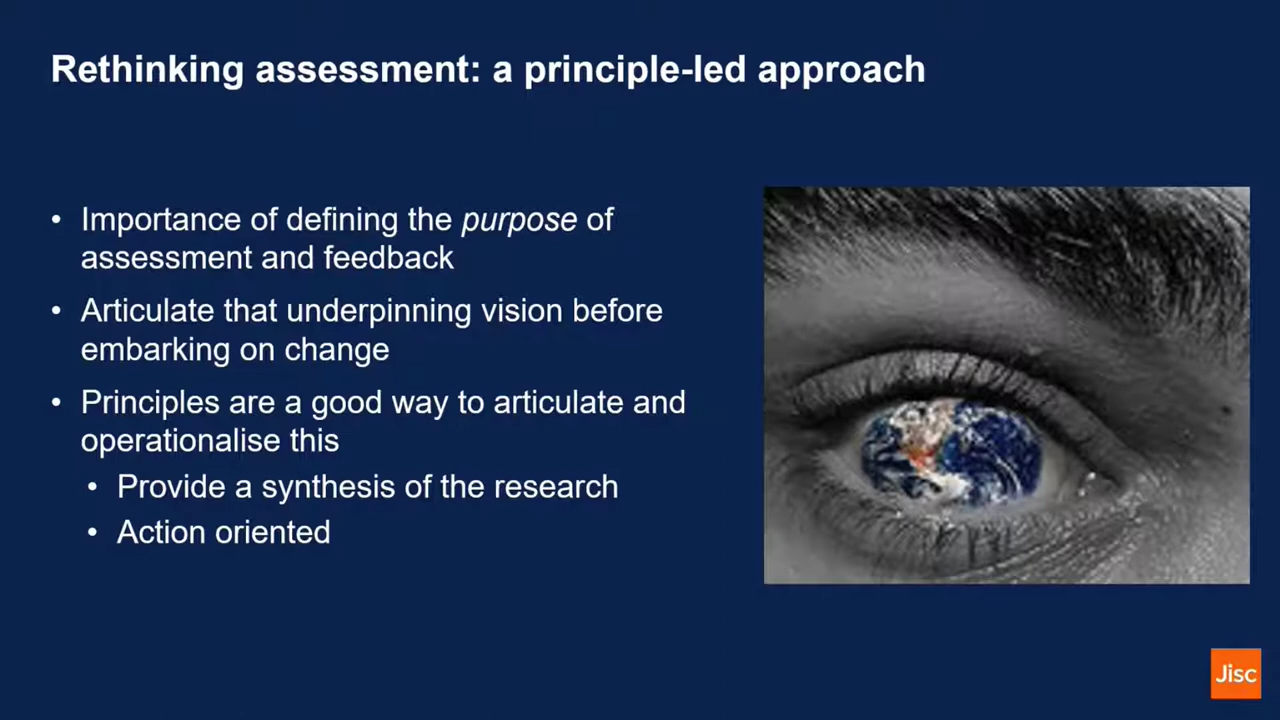 Rethinking assessment: a principle-led approach
• Importance of defining the purpose of
assessment and feedback
• Articulate that underpinning vision before
embarking on change
• Principles are a good way to articulate and
operationalise this
• Provide a synthesis of the research
• Action oriented
Jisc